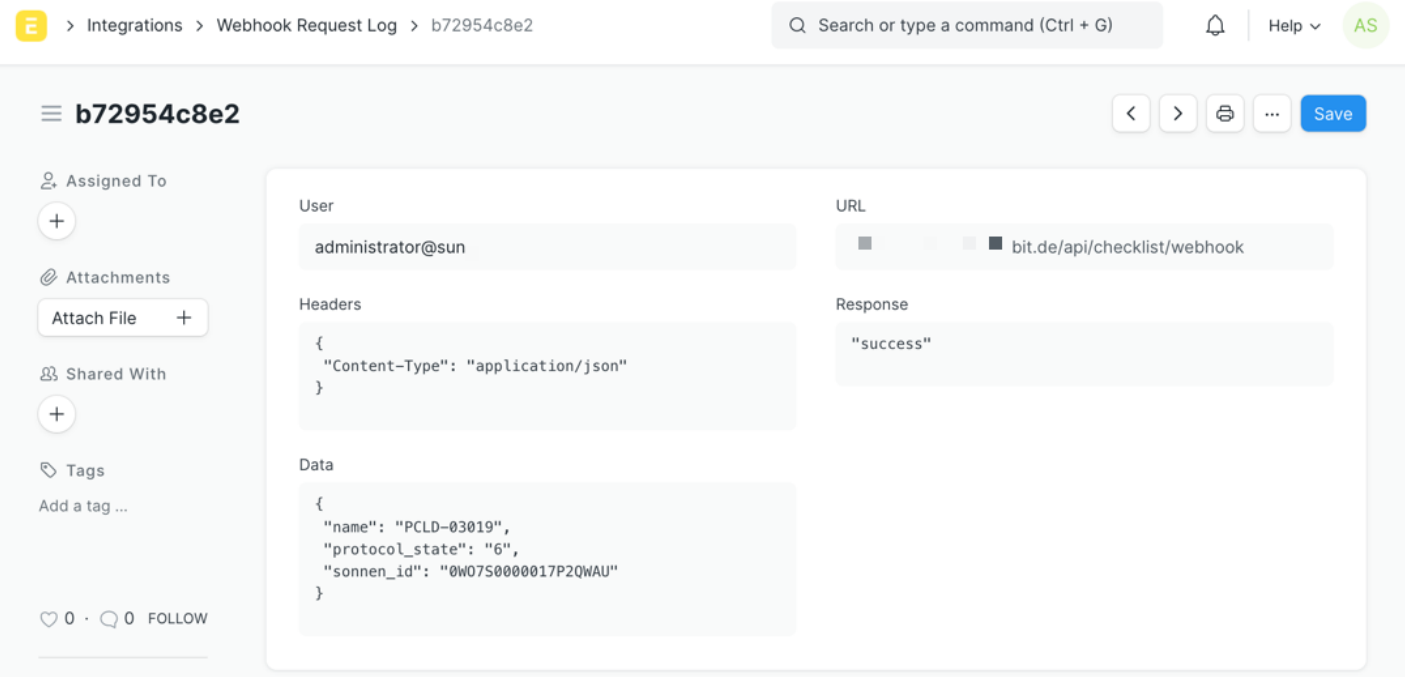 E > Integrations > Webhook Request Log > b72954c8e2 Search or type a command (Ctrl + G) Help AS
b72954c8e2 ... Save
Assigned To
+
Attachments
Attach File +
Shared With
+
Tags
Add a tag ...
0 · 0 FOLLOW
User
administrator@sun
URL
bit.de/api/checklist/webhook
Headers
{
"Content-Type": "application/json"
}
Response
"success"
Data
{
"name": "PCLD-03019",
"protocol_state": "6",
"sonnen_id": "0WO7S0000017P2QWAU"
}